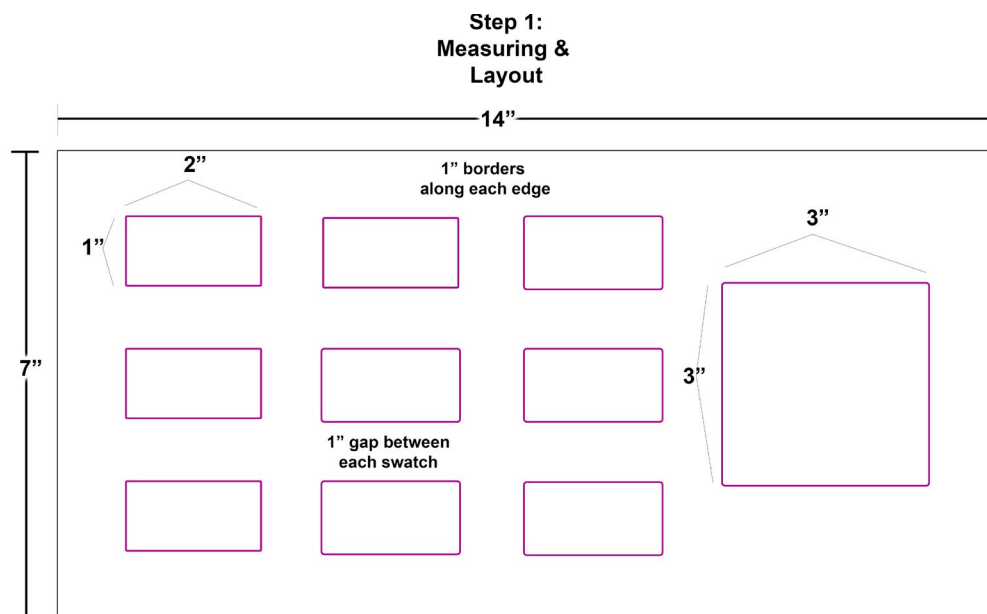 Step 1:
Measuring &
Layout
14”
2”
1” borders
along each edge
1”
3”
7”
3”
1” gap between
each swatch